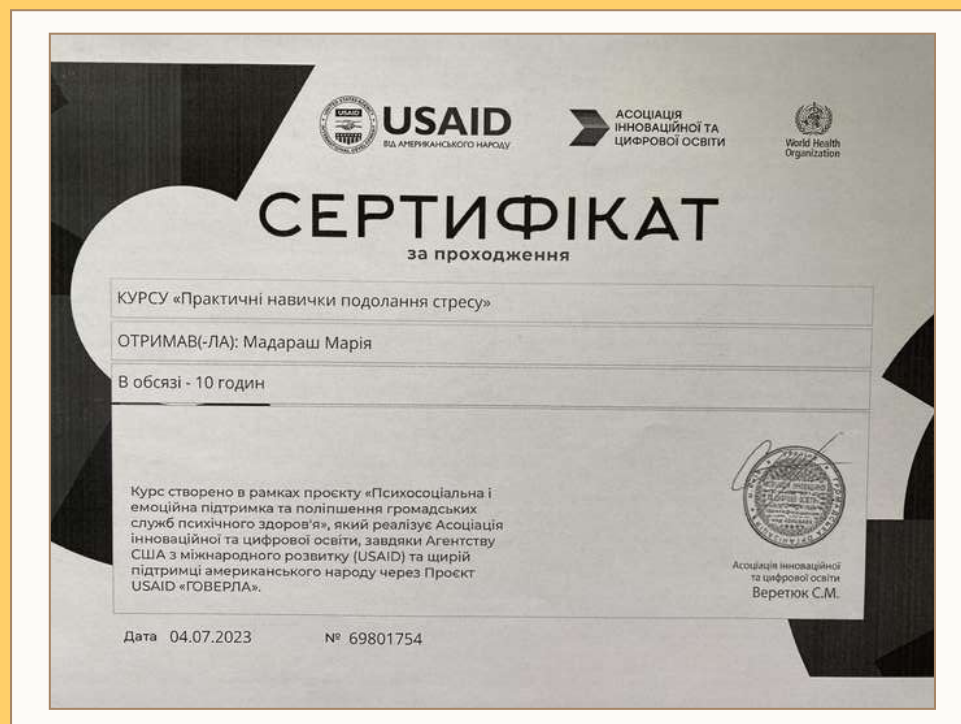 USAID
ВІД АМЕРИКАНСЬКОГО НАРОДУ
АСОЦІАЦІЯ
ІННОВАЦІЙНОЇ ТА
ЦИФРОВОЇ ОСВІТИ
World Health
Organization
СЕРТИФІКАТ
за проходження
КУРСУ «Практичні навички подолання стресу»
ОТРИМАВ(-ЛА): Мадараш Марія
В обсязі - 10 годин
Курс створено в рамках проєкту «Психосоціальна і
емоційна підтримка та поліпшення громадських
служб психічного здоров'я», який реалізує Асоціація
інноваційної та цифрової освіти, завдяки Агентству
США з міжнародного розвитку (USAID) та щирій
підтримці американського народу через Проєкт
USAID «ГОВЕРЛА».
Асоціація інноваційної
та цифрової освіти
Веретюк С.М.
Дата 04.07.2023 № 69801754